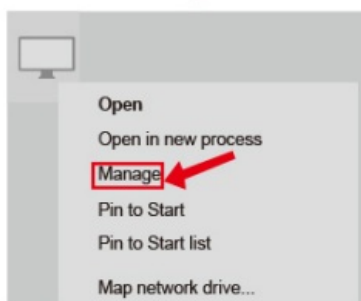 Open
Open in new process
Manage
Pin to Start
Pin to Start list
Map network drive...